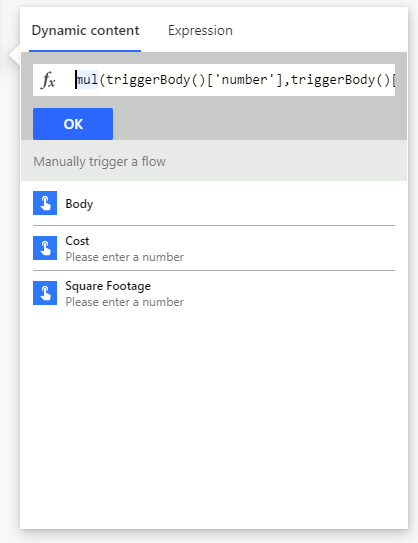 Dynamic content Expression
fx mul(triggerBody()['number'],triggerBody()[
OK
Manually trigger a flow
Body
Cost
Please enter a number
Square Footage
Please enter a number